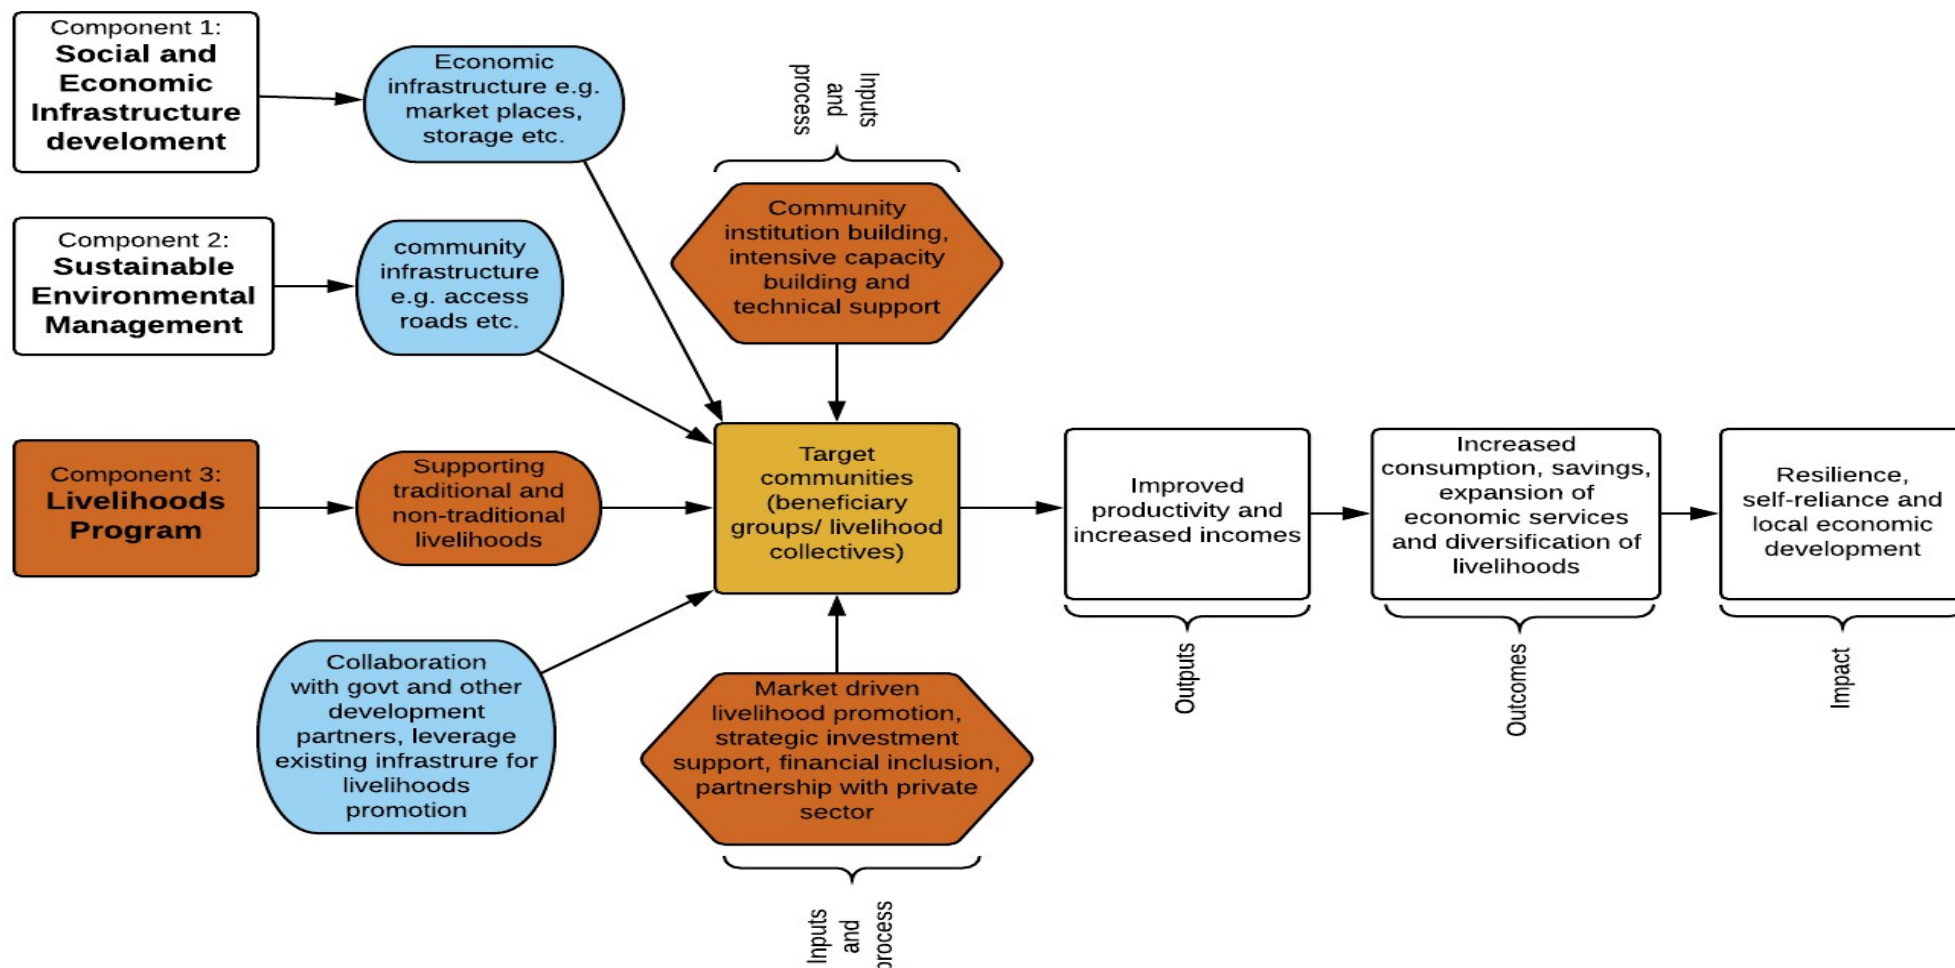 Component 1:
Social and
Economic
Infrastructure
develoment
Economic
infrastructure e.g.
market places,
storage etc.
Inputs
and
process
Community
institution building,
intensive capacity
building and
technical support
Component 2:
Sustainable
Environmental
Management
community
infrastructure
e.g. access
roads etc.
Component 3:
Livelihoods
Program
Supporting
traditional and
non-traditional
livelihoods
Target
communities
(beneficiary
groups/ livelihood
collectives)
Improved
productivity and
increased incomes
Increased
consumption, savings,
expansion of
economic services
and diversification of
livelihoods
Resilience,
self-reliance and
local economic
development
Collaboration
with govt and other
development
partners, leverage
existing infrastrure for
livelihoods
promotion
Market driven
livelihood promotion,
strategic investment
support, financial inclusion,
partnership with private
sector
Outputs
Outcomes
Impact
Inputs
and
process